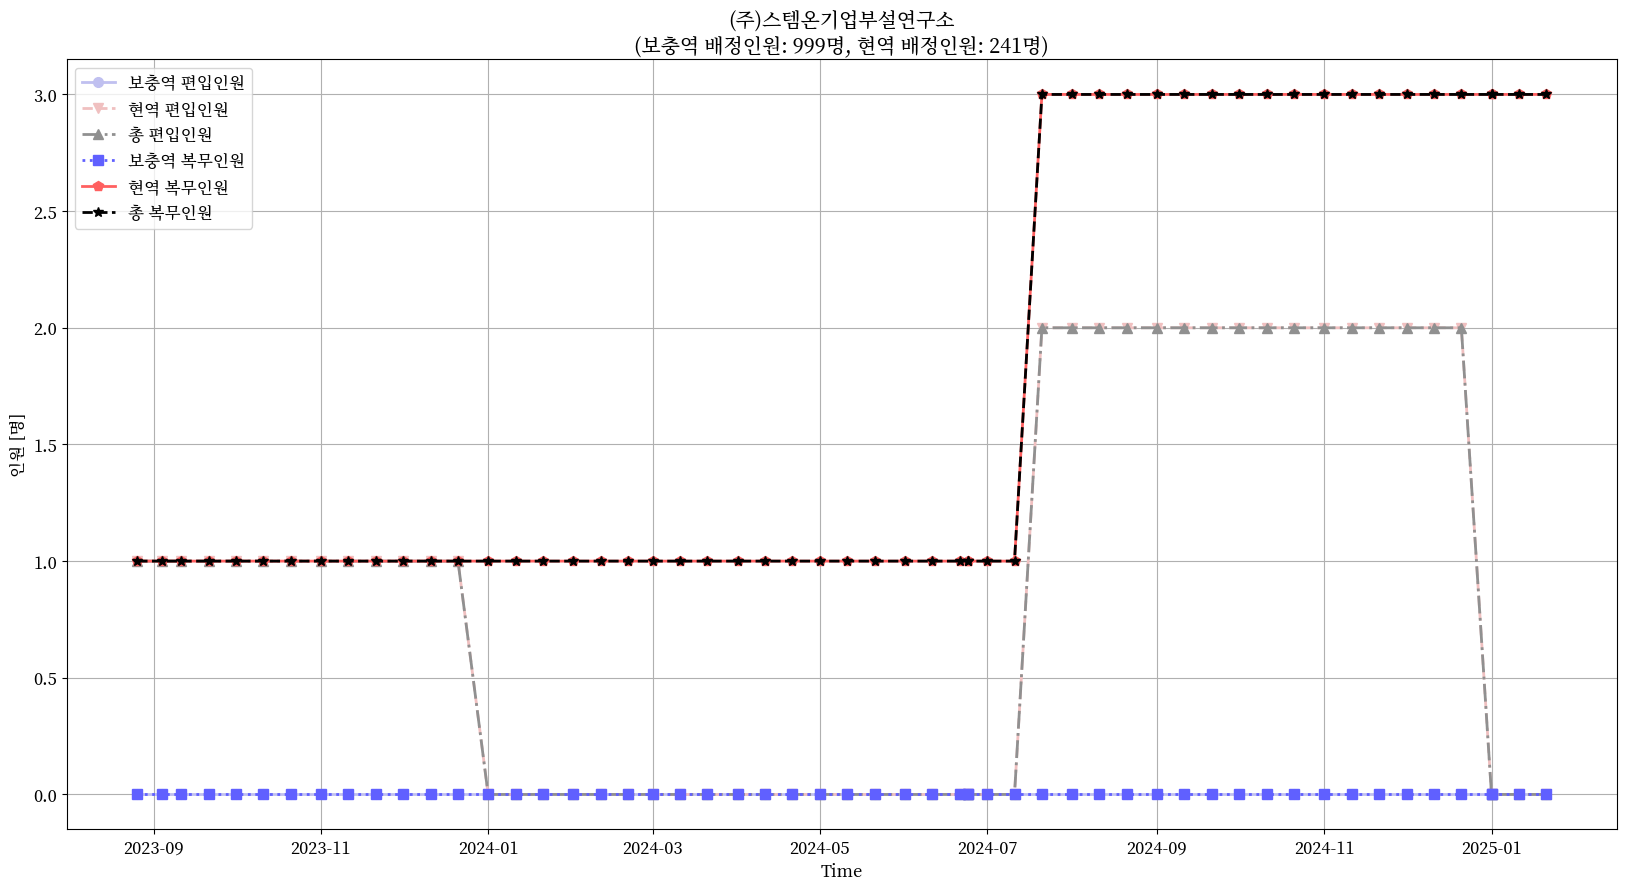 (주)스템온기업부설연구소
(보충역 배정인원: 999명, 현역 배정인원: 241명)
보충역 편입인원
현역 편입인원
총 편입인원
보충역 복무인원
현역 복무인원
총 복무인원
3.0
2.5
2.0
1.5
1.0
0.5
0.0
인원 [명]
2023-09
2023-11
2024-01
2024-03
2024-05
2024-07
2024-09
2024-11
2025-01
Time